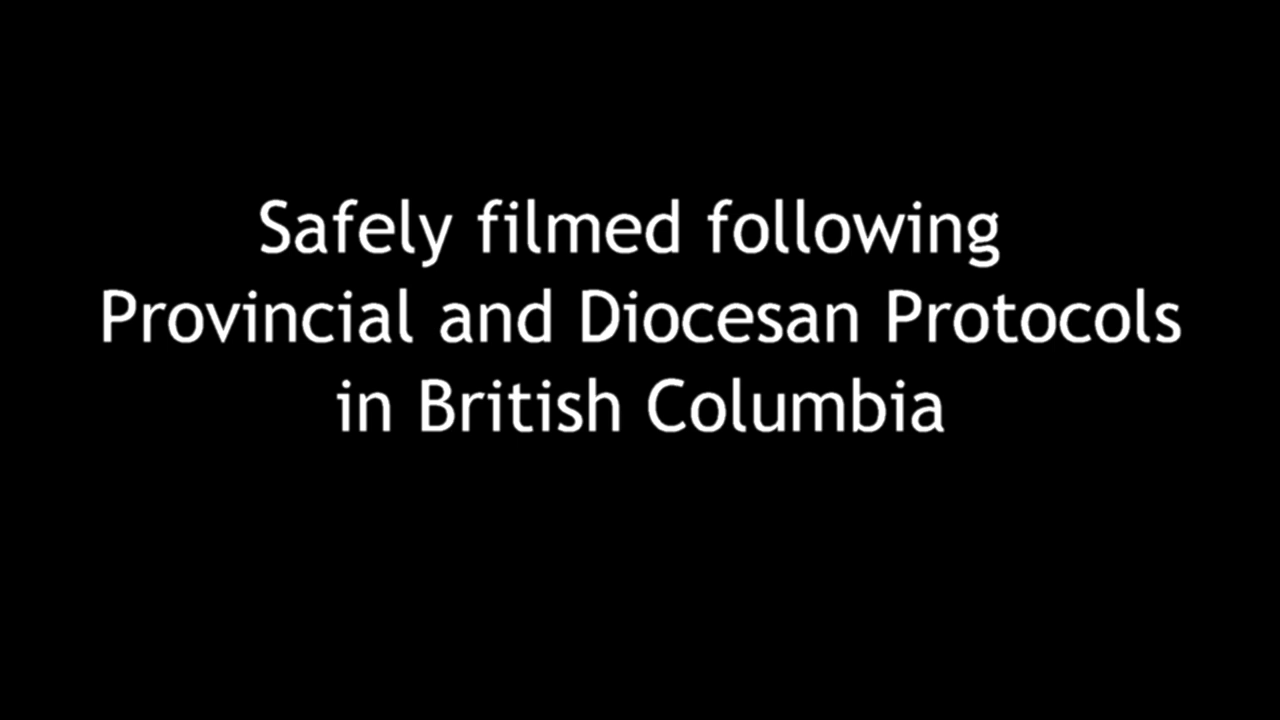 Safely filmed following
Provincial and Diocesan Protocols
in British Columbia